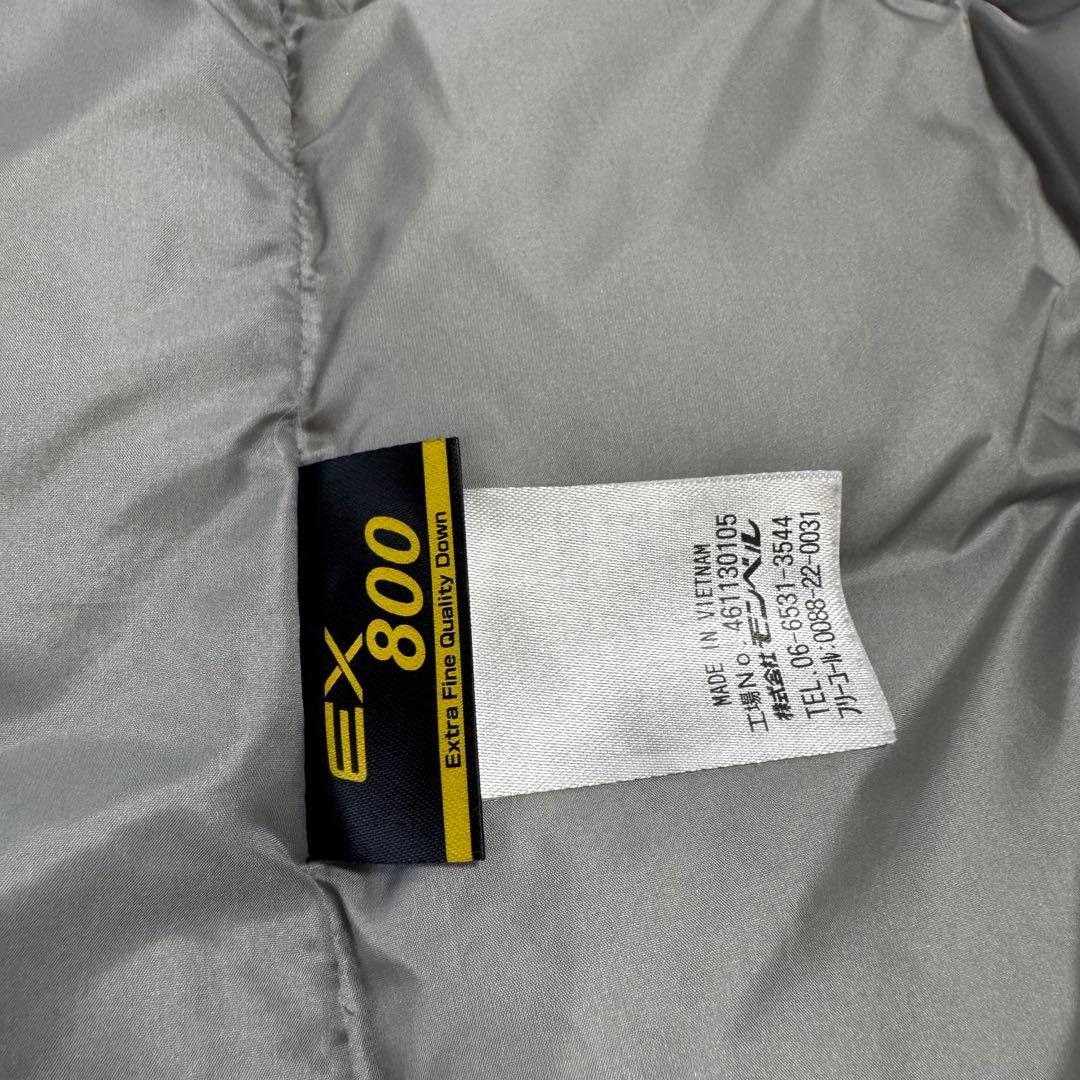 EX
800
Extra Fine Quality Down
MADE IN VIETNAM
工場No 461130105
株式会社モンベル
TEL.06-6531-3544
フリーコール:0088-22-0031